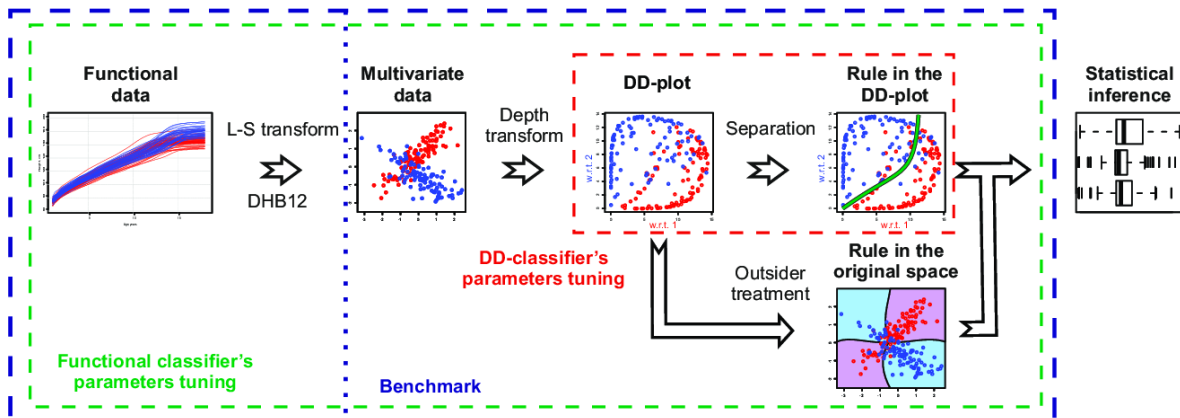 Functional
data
L-S transform
DHB12
Multivariate
data
Depth
transform
DD-plot
w.r.t. 2
w.r.t. 1
Separation
Rule in the
DD-plot
w.r.t. 2
w.r.t. 1
Statistical
inference
DD-classifier's
parameters tuning
Outsider
treatment
Rule in the
original space
Functional classifier's
parameters tuning
Benchmark